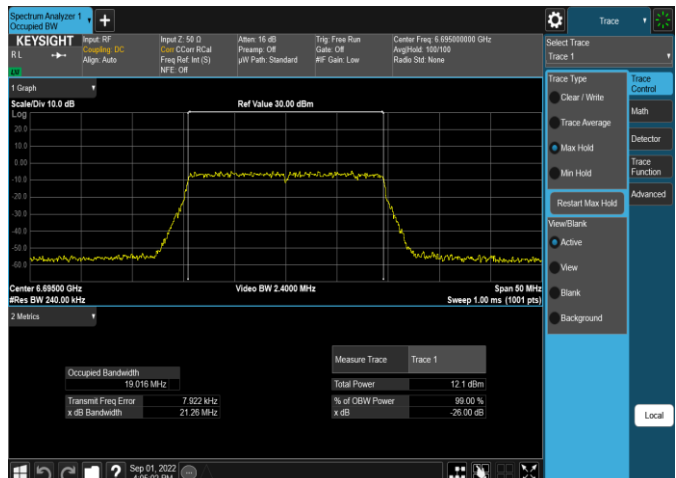 Spectrum Analyzer 1
Occupied BW
Trace
KEYSIGHT
R L
LW
Input: RF
Coupling: DC
Align: Auto
Input Z: 50 Ω
Corr CCorr RCal
Freq Ref: Int (S)
NFE: Off
Atten: 16 dB
Preamp: Off
µW Path: Standard
Trig: Free Run
Gate: Off
#IF Gain: Low
Center Freq: 6.695000000 GHz
Avg|Hold: 100/100
Radio Std: None
Select Trace
Trace 1
1 Graph
Scale/Div 10.0 dB
Ref Value 30.00 dBm
Log
20.0
10.0
0.00
-10.0
-20.0
-30.0
-40.0
-50.0
-60.0
Center 6.69500 GHz
#Res BW 240.00 kHz
Video BW 2.4000 MHz
Span 50 MHz
Sweep 1.00 ms (1001 pts)
2 Metrics
Measure Trace Trace 1
Occupied Bandwidth
19.016 MHz
Total Power 12.1 dBm
Transmit Freq Error 7.922 kHz
% of OBW Power 99.00 %
x dB Bandwidth 21.26 MHz
x dB -26.00 dB
Trace Type
Clear / Write
Trace Average
Max Hold
Min Hold
Restart Max Hold
View/Blank
Active
View
Blank
Background
Trace
Control
Math
Detector
Trace
Function
Advanced
Local
?
Sep 01, 2022